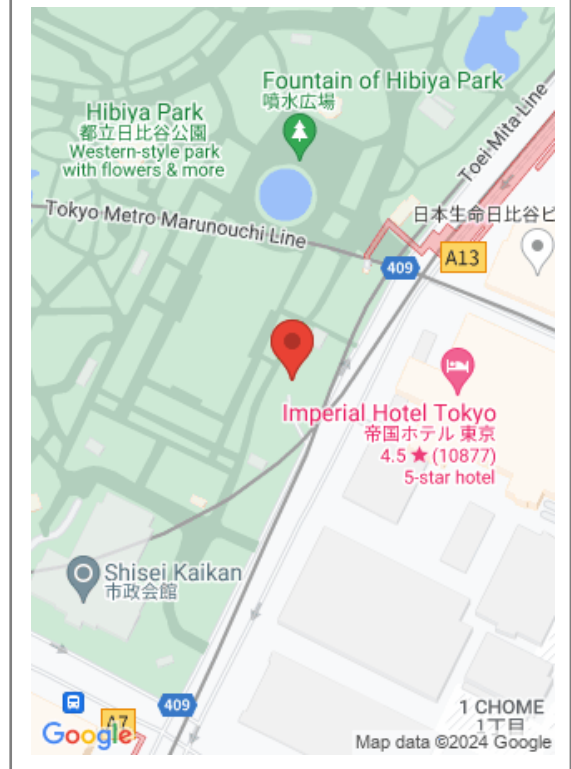 Fountain of Hibiya Park
噴水広場
Hibiya Park
都立日比谷公園
Western-style park
with flowers & more
Toei Mita Line
Tokyo Metro Marunouchi Line
日本生命日比谷ビ
409
A13
Imperial Hotel Tokyo
帝国ホテル 東京
4.5 ★ (10877)
5-star hotel
Shisei Kaikan
市政会館
409
A7
1 CHOME
1丁目
Google
Map data ©2024 Google